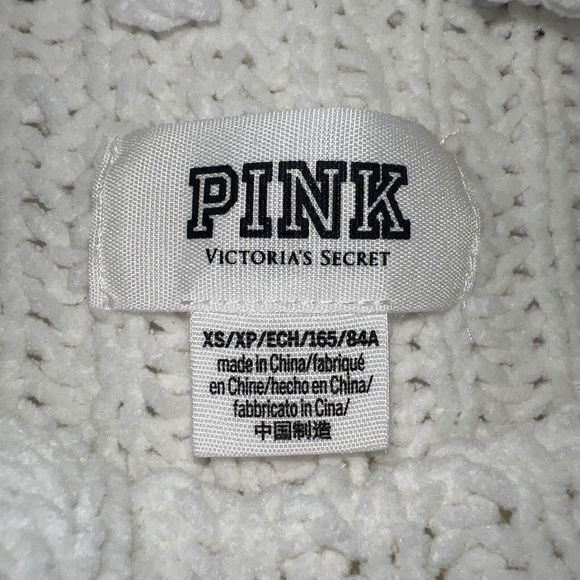 PINK
VICTORIA'S SECRET
XS/XP/ECH/165/84A
made in China/fabriqué
en Chine/hecho en China/
fabbricato in Cina/
中国制造